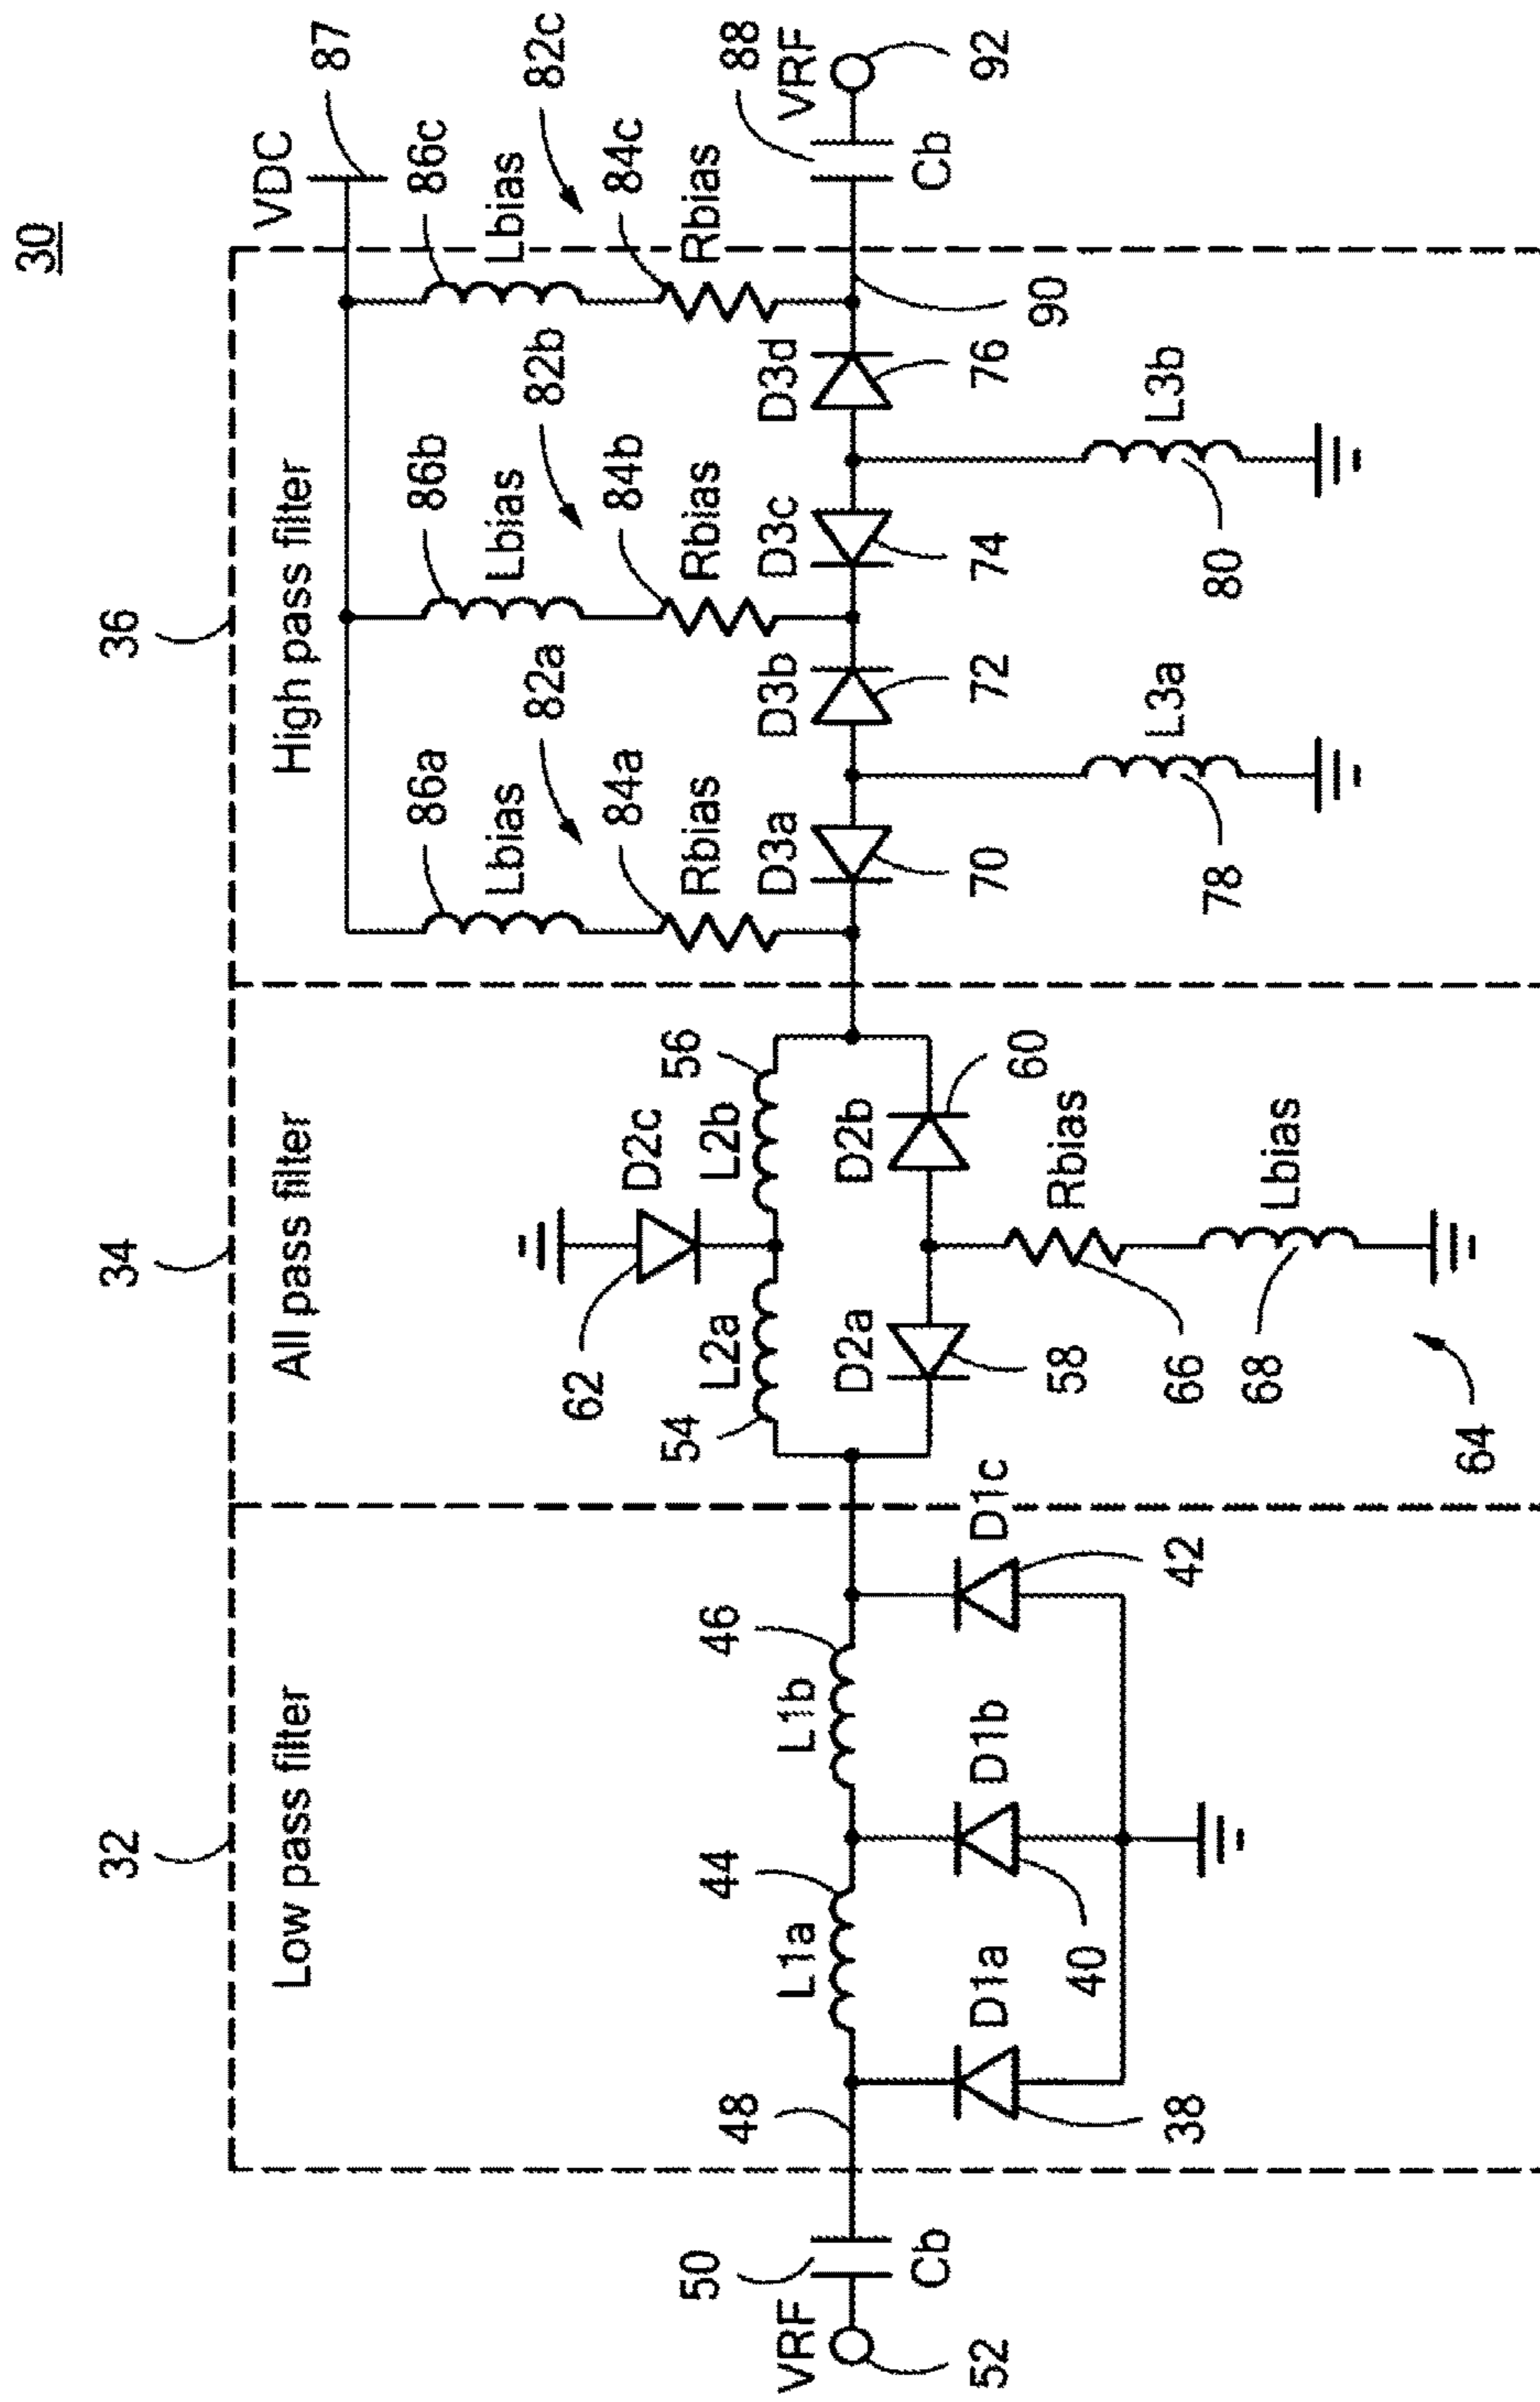 30
32
34
36
Low pass filter
All pass filter
High pass filter
VDC
87
86a
86b
86c
Lbias
Lbias
Lbias
82a
82b
82c
84a
84b
84c
Rbias
Rbias
Rbias
62
D2c
54
L2a
L2b
56
50
VRF
48
L1a
44
L1b
46
D2a
D2b
D3a
D3b
D3c
D3d
88
VRF
Cb
52
38
D1a
40
D1b
D1c
42
58
60
Rbias
66
70
72
74
76
90
Cb
92
64
68
Lbias
78
L3a
80
L3b